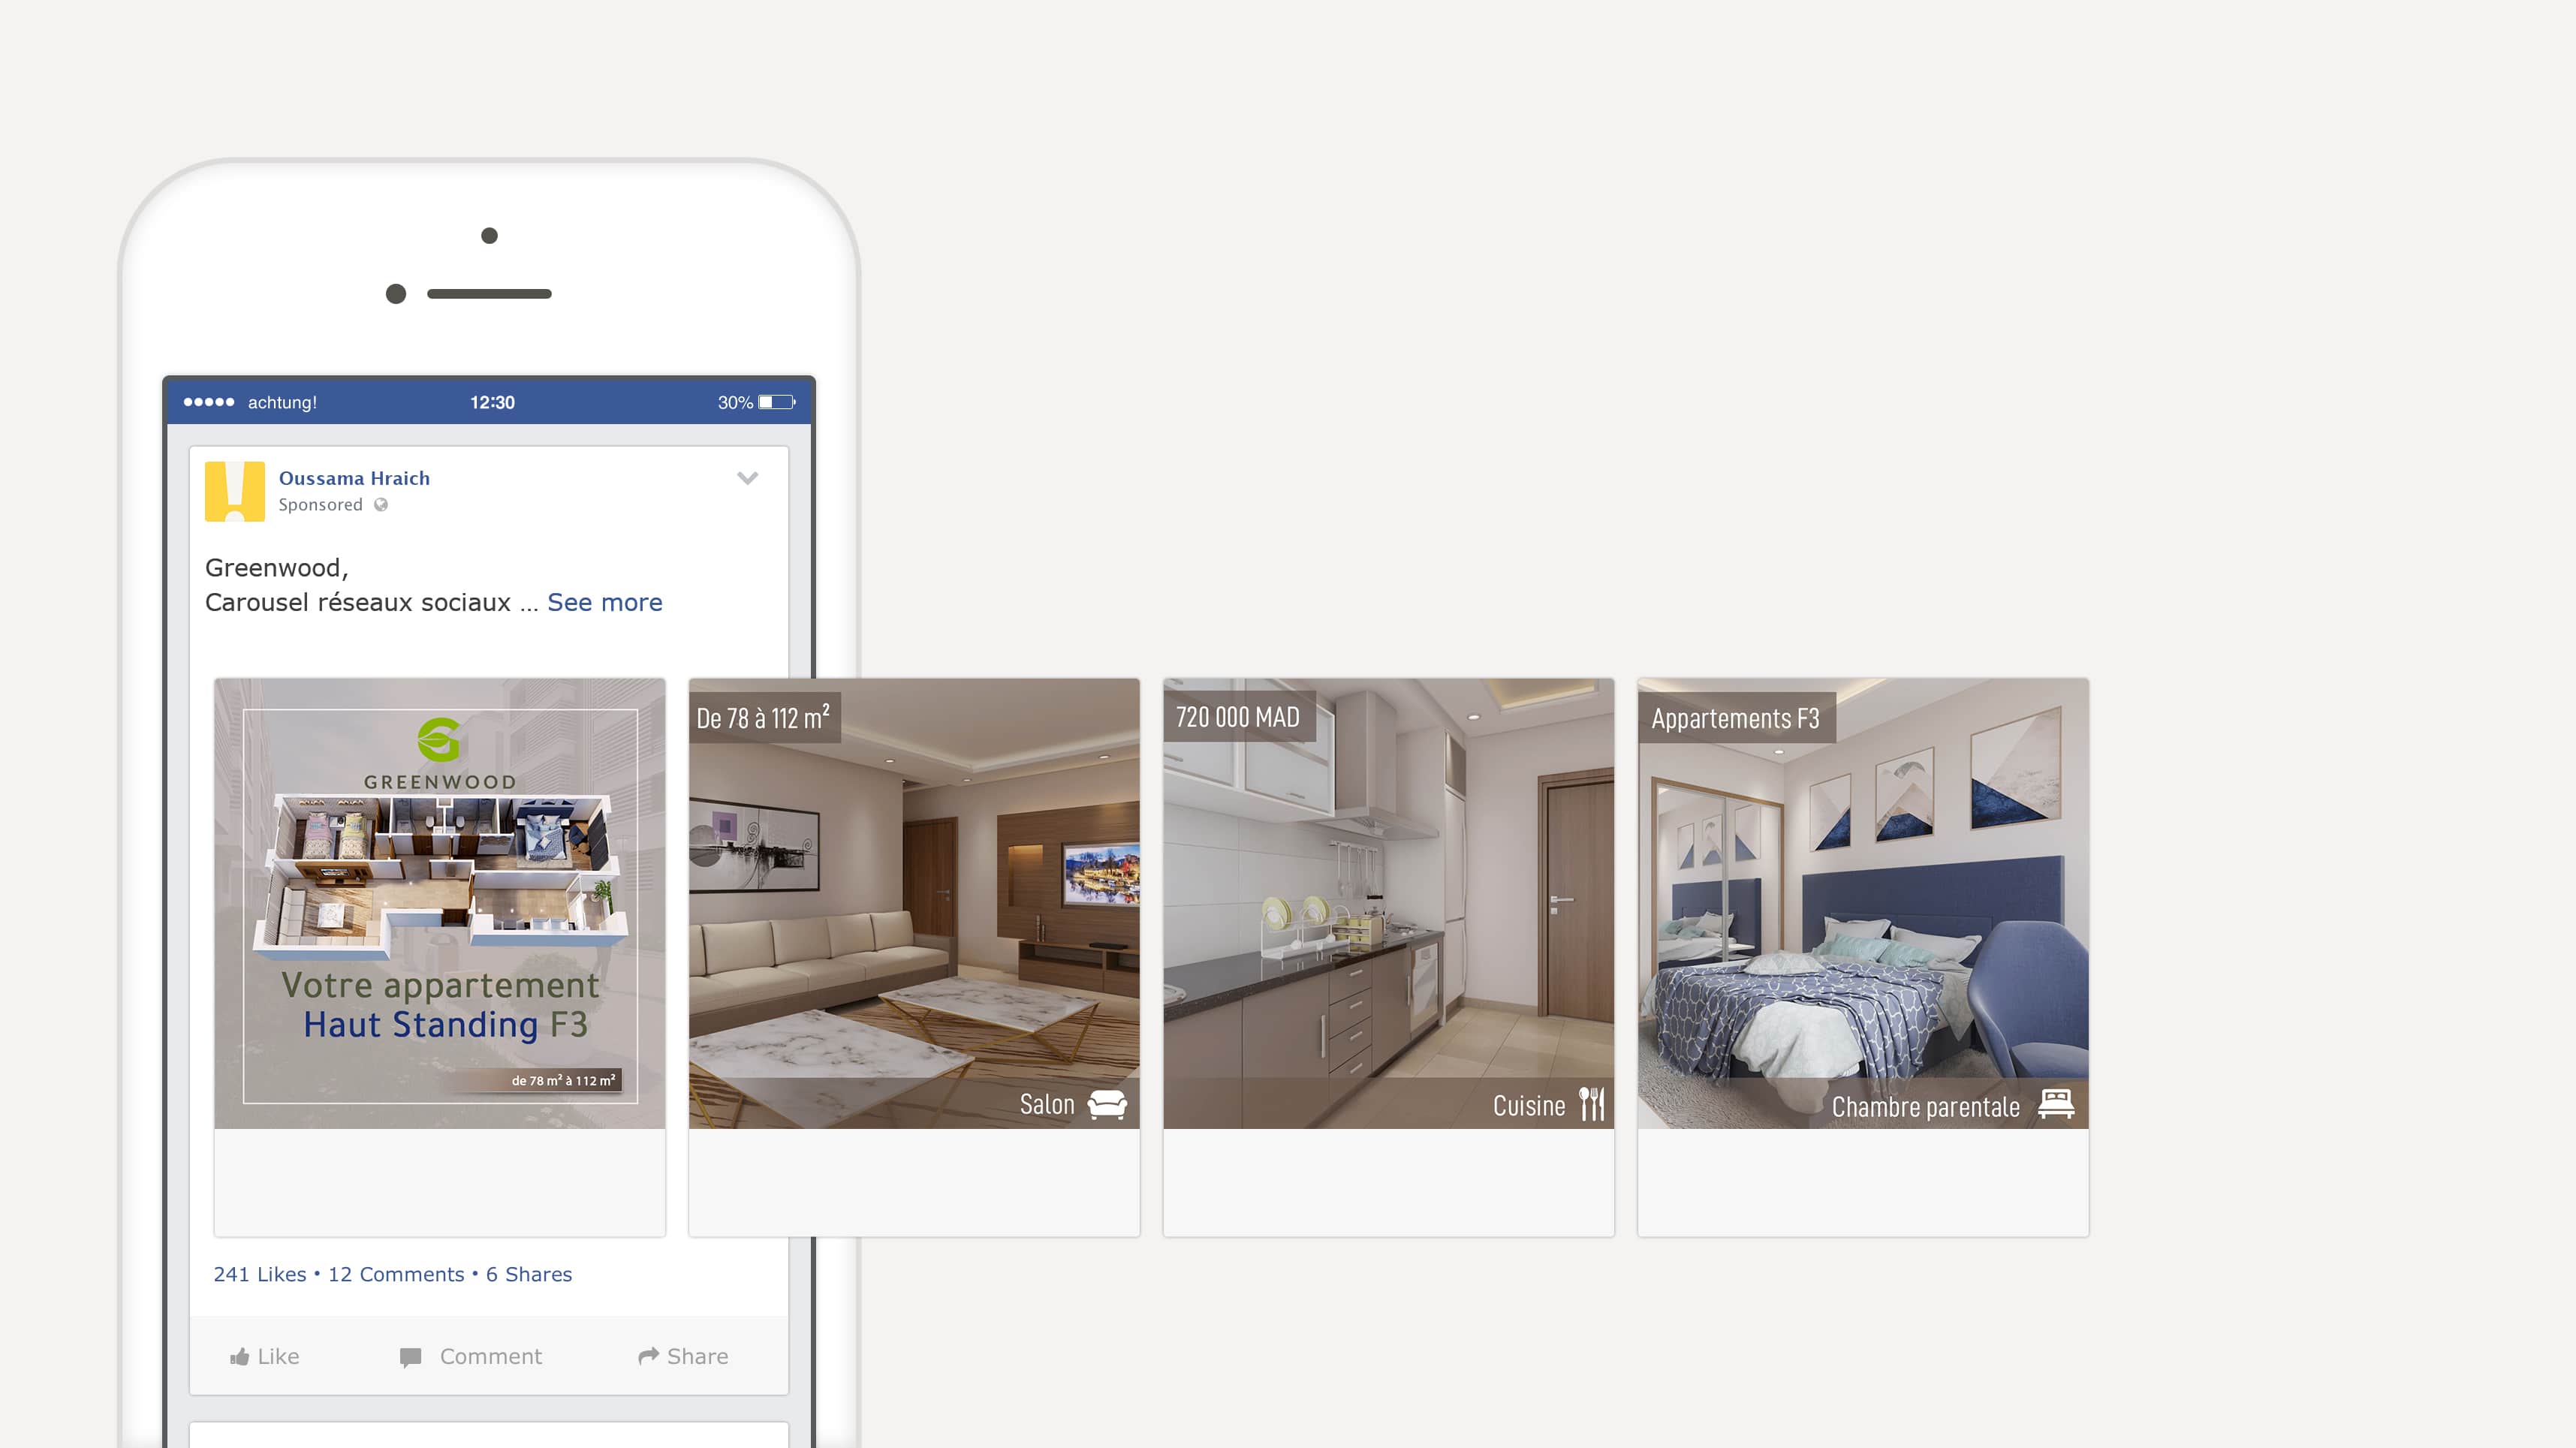 achtung! 12:30 30%
Oussama Hraich
Sponsored
Greenwood,
Carousel réseaux sociaux ... See more
GREENWOOD
Votre appartement
Haut Standing F3
de 78 m² à 112 m²
De 78 à 112 m²
Salon
720 000 MAD
Cuisine
Appartements F3
Chambre parentale
241 Likes • 12 Comments • 6 Shares
Like Comment Share